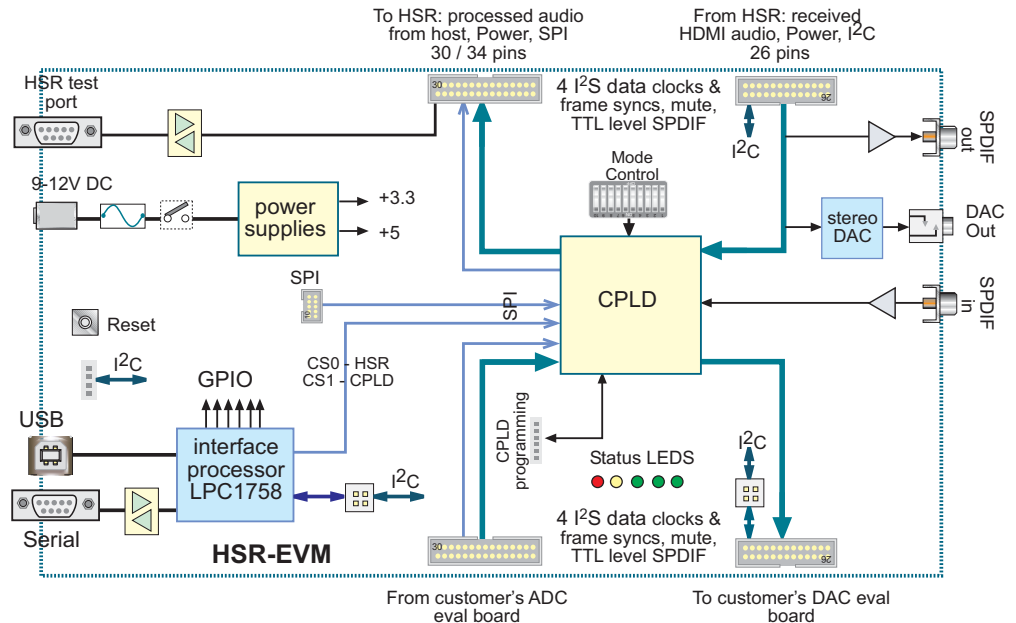 To HSR: processed audio
from host, Power, SPI
30 / 34 pins
From HSR: received
HDMI audio, Power, I²C
26 pins
HSR test
port
30
4 I²S data clocks &
frame syncs, mute,
TTL level SPDIF
26
I²C
SPDIF
out
Mode
Control
9-12V DC
power
supplies
+3.3
+5
stereo
DAC
DAC
Out
SPI
10
SPI
CPLD
SPDIF
in
Reset
I²C
CS0 - HSR
CS1 - CPLD
GPIO
USB
interface
processor
LPC1758
I²C
CPLD
programming
Status LEDS
I²C
Serial
HSR-EVM
30
4 I²S data clocks &
frame syncs, mute,
TTL level SPDIF
26
From customer's ADC
eval board
To customer's DAC eval
board